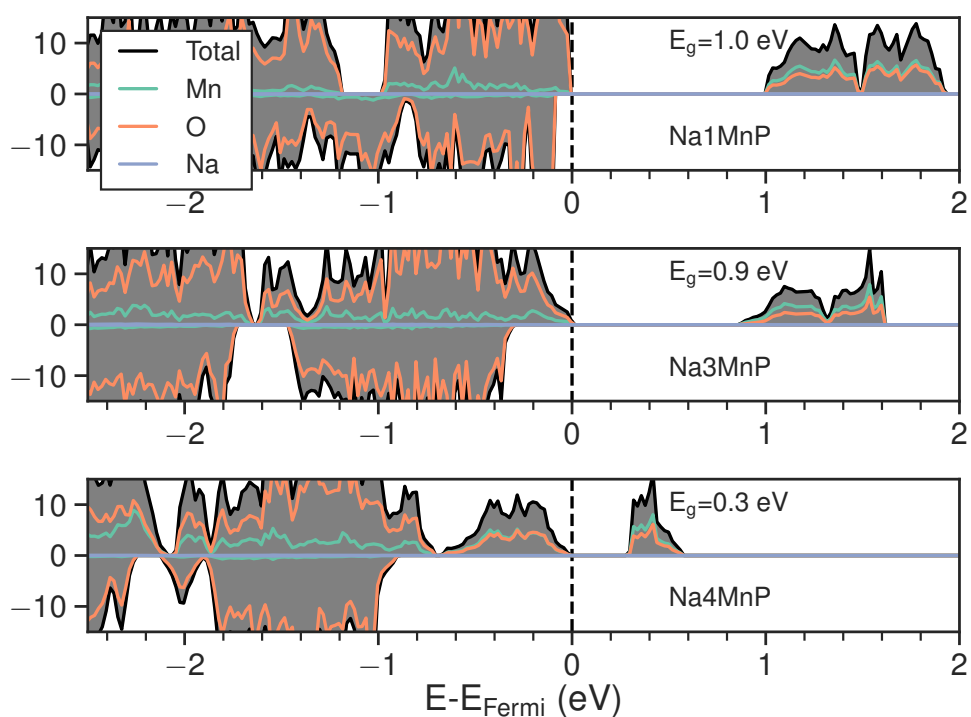 10
0
−10
Total
Mn
O
Na
E_g=1.0 eV
Na1MnP
−2 −1 0 1 2
10
0
−10
E_g=0.9 eV
Na3MnP
−2 −1 0 1 2
10
0
−10
E_g=0.3 eV
Na4MnP
−2 −1 0 1 2
E-E_Fermi (eV)